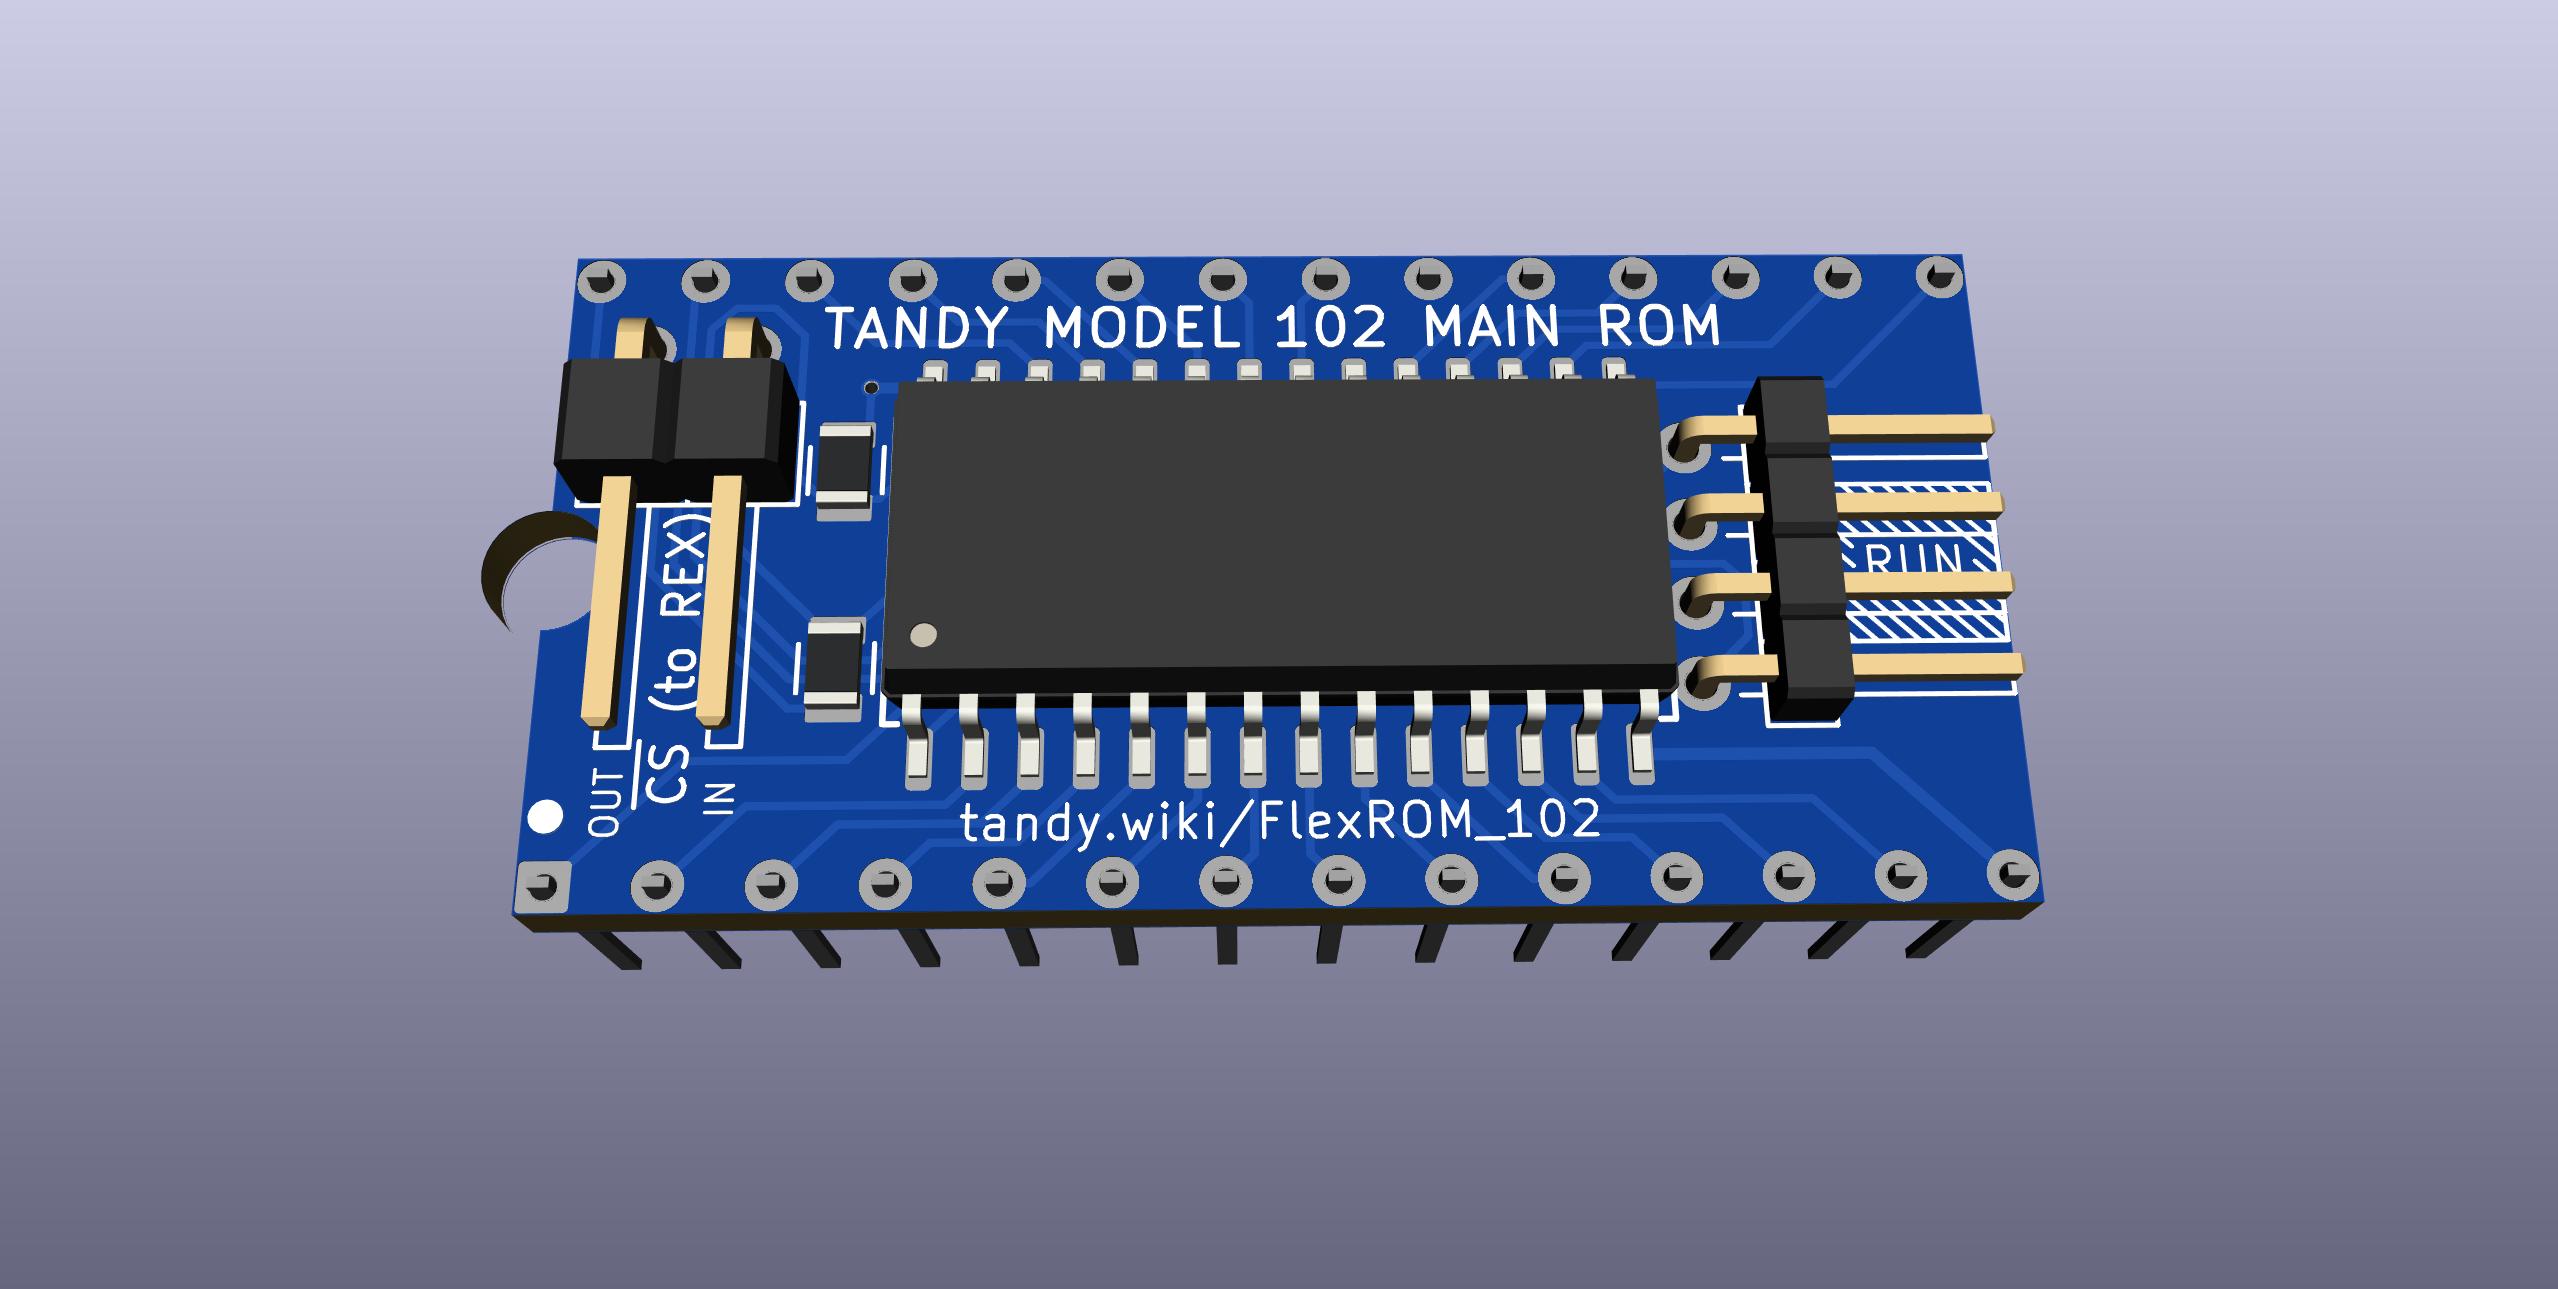 TANDY MODEL 102 MAIN ROM
RUN
OUT
CS (to REX)
IN
tandy.wiki/FlexROM_102